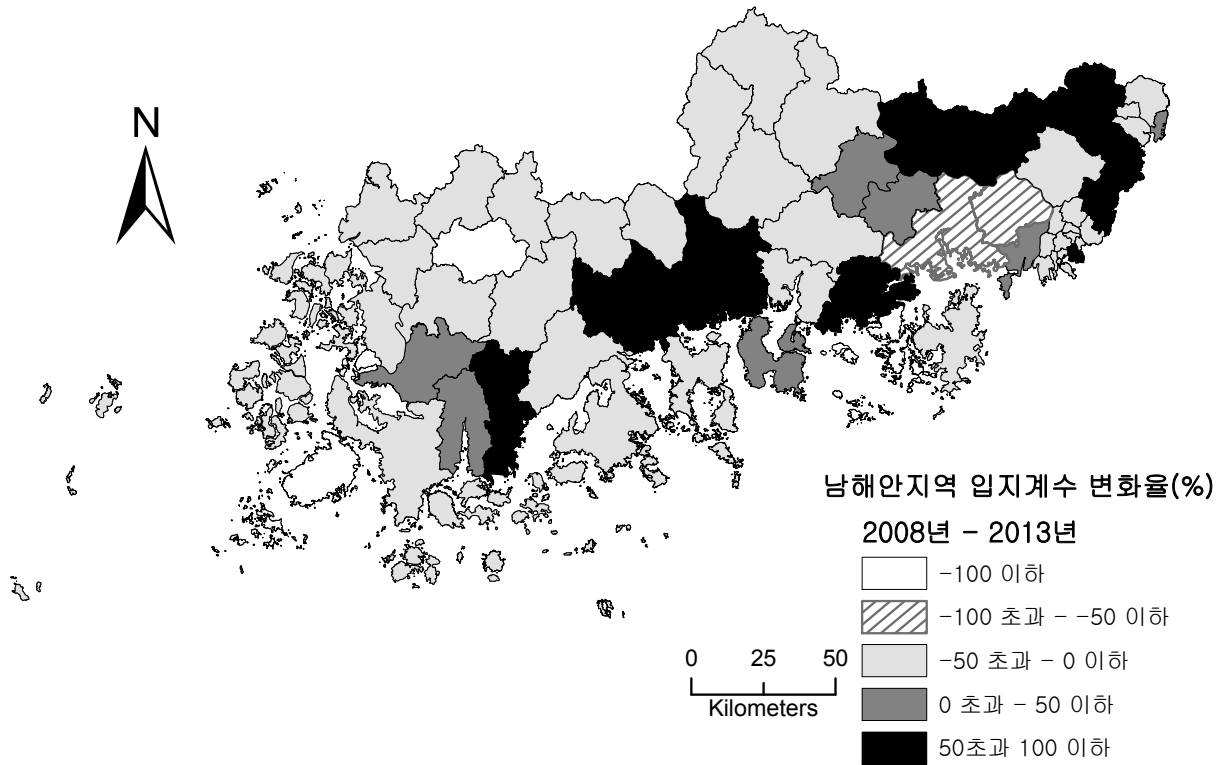 N
남해안지역 입지계수 변화율(%)
2008년 - 2013년
-100 이하
-100 초과 - -50 이하
-50 초과 - 0 이하
0 초과 - 50 이하
50초과 100 이하
0 25 50
Kilometers